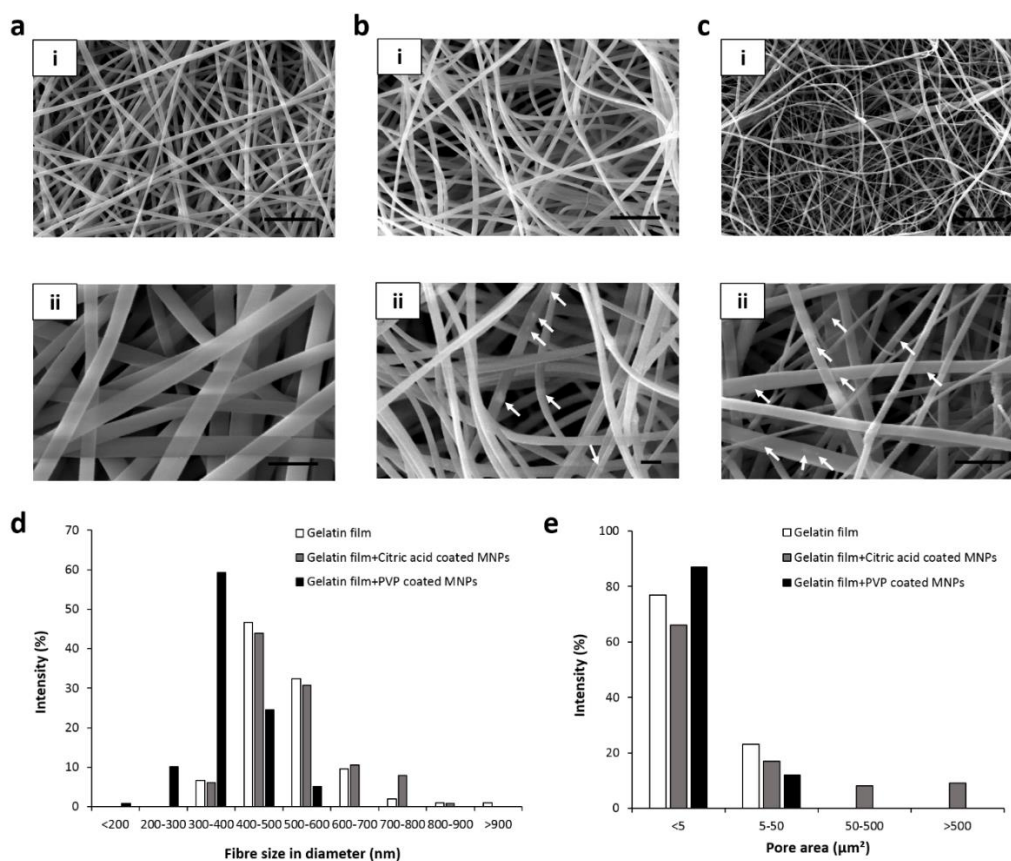 a
b
c
i
i
i
ii
ii
ii
d
70
60
50
40
30
20
10
0
Intensity (%)
Gelatin film
Gelatin film+Citric acid coated MNPs
Gelatin film+PVP coated MNPs
<200 200-300 300-400 400-500 500-600 600-700 700-800 800-900 >900
Fibre size in diameter (nm)
e
100
80
60
40
20
0
Intensity (%)
Gelatin film
Gelatin film+Citric acid coated MNPs
Gelatin film+PVP coated MNPs
<5 5-50 50-500 >500
Pore area (µm²)